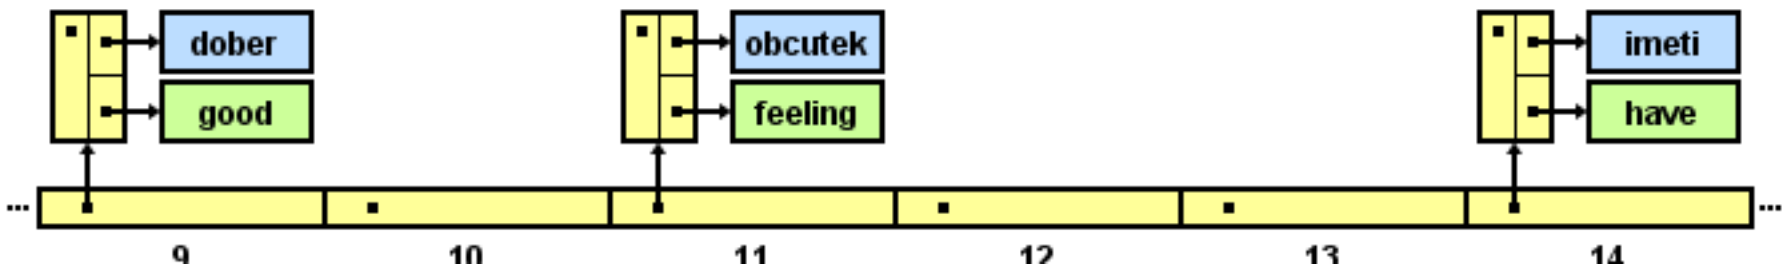 dober obcutek imeti
good feeling have
... ...
9 10 11 12 13 14